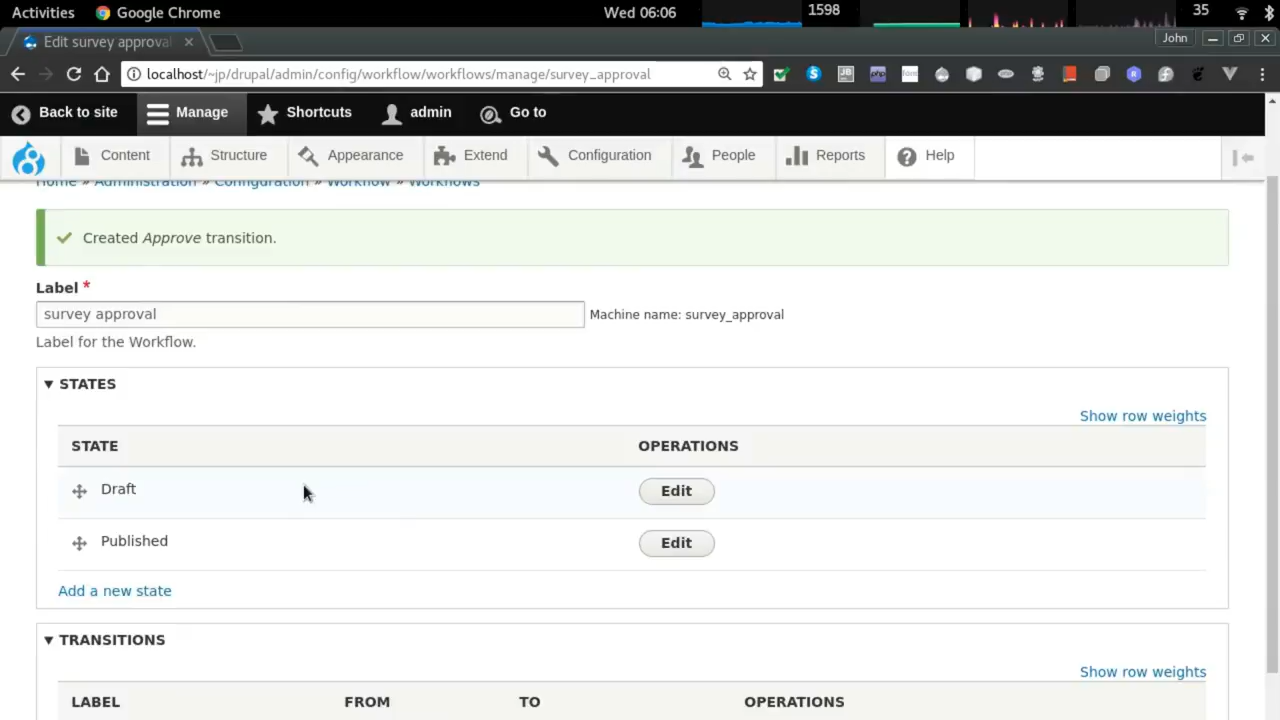 Activities
Google Chrome
Wed 06:06
1598
35
Edit survey approval
John
localhost/~jp/drupal/admin/config/workflow/workflows/manage/survey_approval
Back to site
Manage
Shortcuts
admin
Go to
Content
Structure
Appearance
Extend
Configuration
People
Reports
Help
Home » Administration » Configuration » Workflow » Workflows
Created Approve transition.
Label *
survey approval
Machine name: survey_approval
Label for the Workflow.
STATES
Show row weights
STATE
OPERATIONS
Draft
Edit
Published
Edit
Add a new state
TRANSITIONS
Show row weights
LABEL
FROM
TO
OPERATIONS